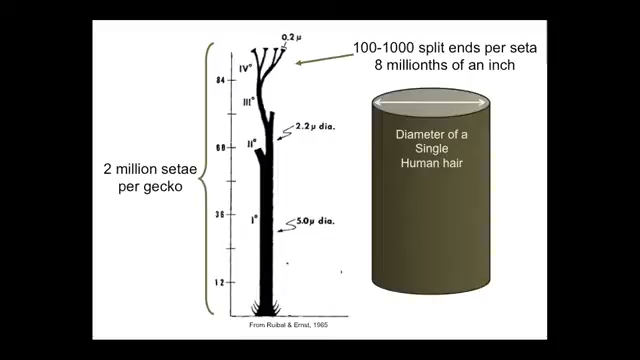 0.2 µ
100-1000 split ends per seta
8 millionths of an inch
IV°
84
III°
2.2 µ dia.
Diameter of a
Single
Human hair
II°
60
2 million setae
per gecko
36
I°
5.0 µ dia.
12
From Ruibal & Ernst, 1965